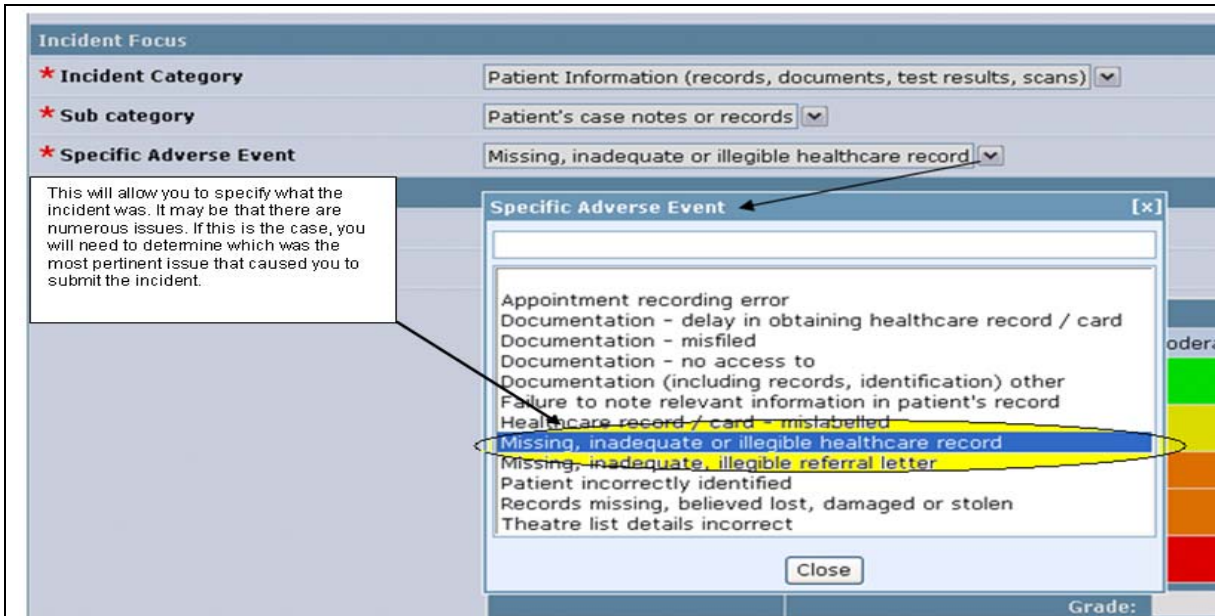 Incident Focus
* Incident Category
Patient Information (records, documents, test results, scans)
* Sub category
Patient's case notes or records
* Specific Adverse Event
Missing, inadequate or illegible healthcare record
This will allow you to specify what the
incident was. It may be that there are
numerous issues. If this is the case, you
will need to determine which was the
most pertinent issue that caused you to
submit the incident.
Specific Adverse Event
[x]
Appointment recording error
Documentation - delay in obtaining healthcare record / card
Documentation - misfiled
Documentation - no access to
Documentation (including records, identification) other
Failure to note relevant information in patient's record
Healthcare record / card - mislabelled
Missing, inadequate or illegible healthcare record
Missing, inadequate, illegible referral letter
Patient incorrectly identified
Records missing, believed lost, damaged or stolen
Theatre list details incorrect
Close
Grade: